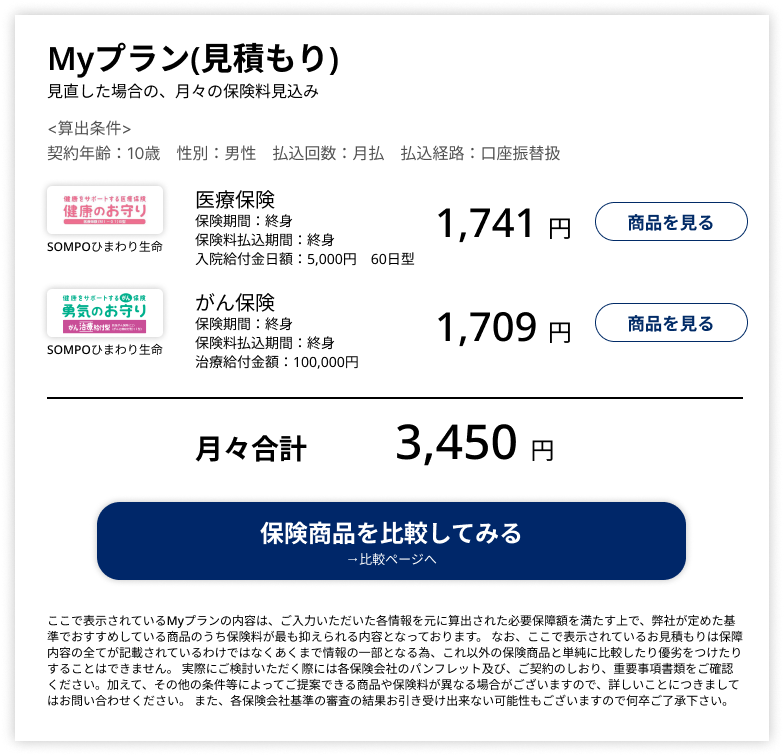 Myプラン(見積もり)
見直した場合の、月々の保険料見込み
<算出条件>
契約年齢：10歳　性別：男性　払込回数：月払　払込経路：口座振替扱
健康をサポートする医療保険
健康のお守り
SOMPOひまわり生命
医療保険
保険期間：終身
保険料払込期間：終身
入院給付金日額：5,000円　60日型
1,741 円
商品を見る
健康をサポートするがん保険
勇気のお守り
がん治療給付型
SOMPOひまわり生命
がん保険
保険期間：終身
保険料払込期間：終身
治療給付金額：100,000円
1,709 円
商品を見る
月々合計
3,450 円
保険商品を比較してみる
→比較ページへ
ここで表示されているMyプランの内容は、ご入力いただいた各情報を元に算出された必要保障額を満たす上で、弊社が定めた基
準でおすすめしている商品のうち保険料が最も抑えられる内容となっております。 なお、ここで表示されているお見積もりは保障
内容の全てが記載されているわけではなくあくまで情報の一部となる為、これ以外の保険商品と単純に比較したり優劣をつけたり
することはできません。 実際にご検討いただく際には各保険会社のパンフレット及び、ご契約のしおり、重要事項書類をご確認
ください。加えて、その他の条件等によってご提案できる商品や保険料が異なる場合がございますので、詳しいことにつきまして
はお問い合わせください。 また、各保険会社基準の審査の結果お引き受け出来ない可能性もございますので何卒ご了承下さい。